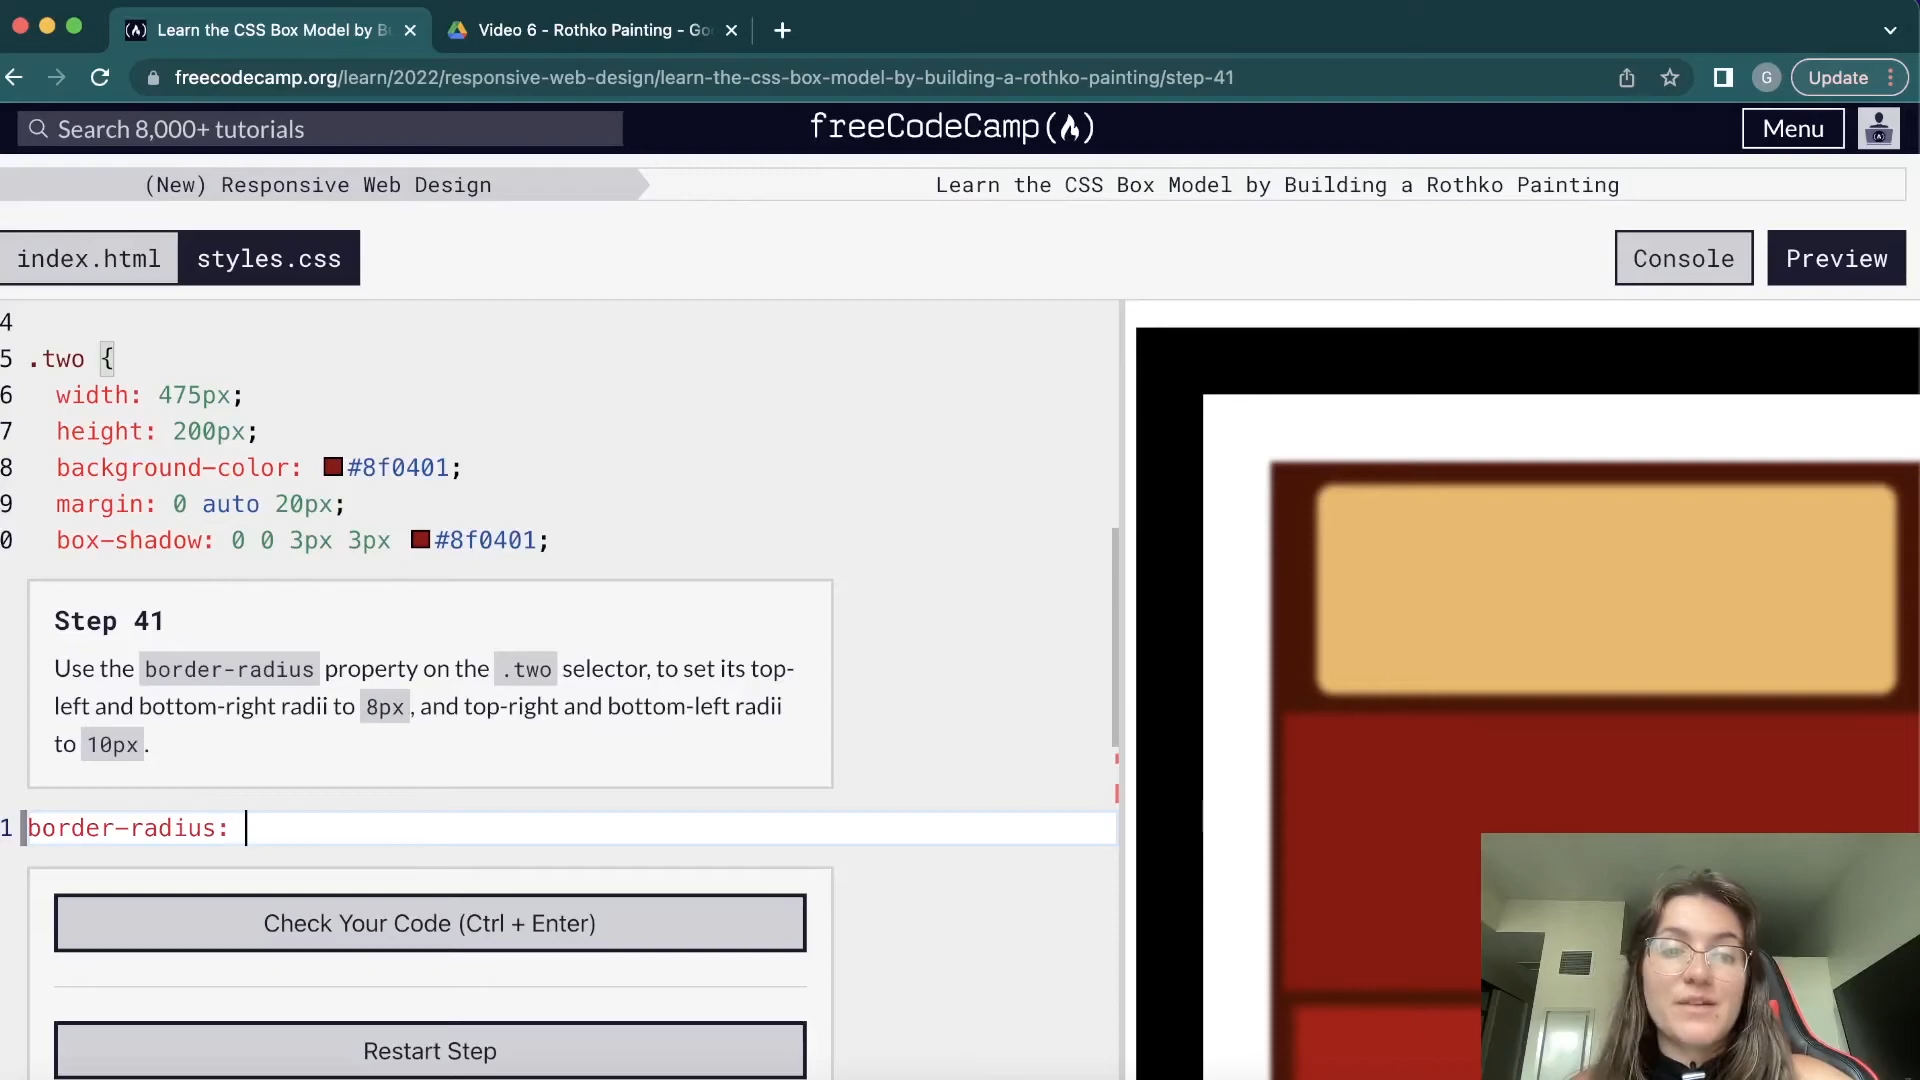 Learn the CSS Box Model by B
Video 6 - Rothko Painting - Go
freecodecamp.org/learn/2022/responsive-web-design/learn-the-css-box-model-by-building-a-rothko-painting/step-41
G
Update
Search 8,000+ tutorials
freeCodeCamp(
Menu
(New) Responsive Web Design
Learn the CSS Box Model by Building a Rothko Painting
index.html
styles.css
Console
Preview
4
5 .two {
6 width: 475px;
7 height: 200px;
8 background-color: #8f0401;
9 margin: 0 auto 20px;
0 box-shadow: 0 0 3px 3px #8f0401;
Step 41
Use the border-radius property on the .two selector, to set its top-
left and bottom-right radii to 8px, and top-right and bottom-left radii
to 10px.
1 border-radius:
Check Your Code (Ctrl + Enter)
Restart Step